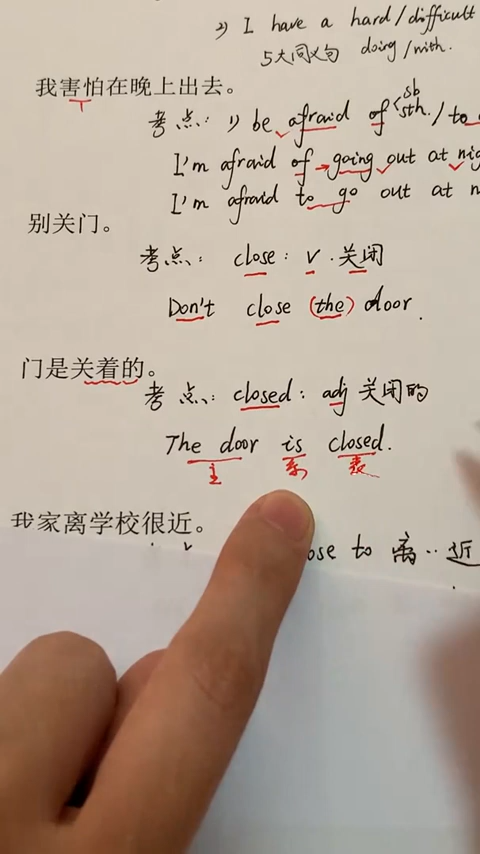 2) I have a hard/difficult
5大同义句 doing/with.
我害怕在晚上出去。
考点: 1) be afraid of < sb sth. / to
I'm afraid of → going out at nig
I'm afraid to go out at n
别关门。
考点: close: v. 关闭
Don't close (the) door.
门是关着的。
考点: closed: adj 关闭的
The door is closed.
主 系 表
我家离学校很近。
ose to 离··近